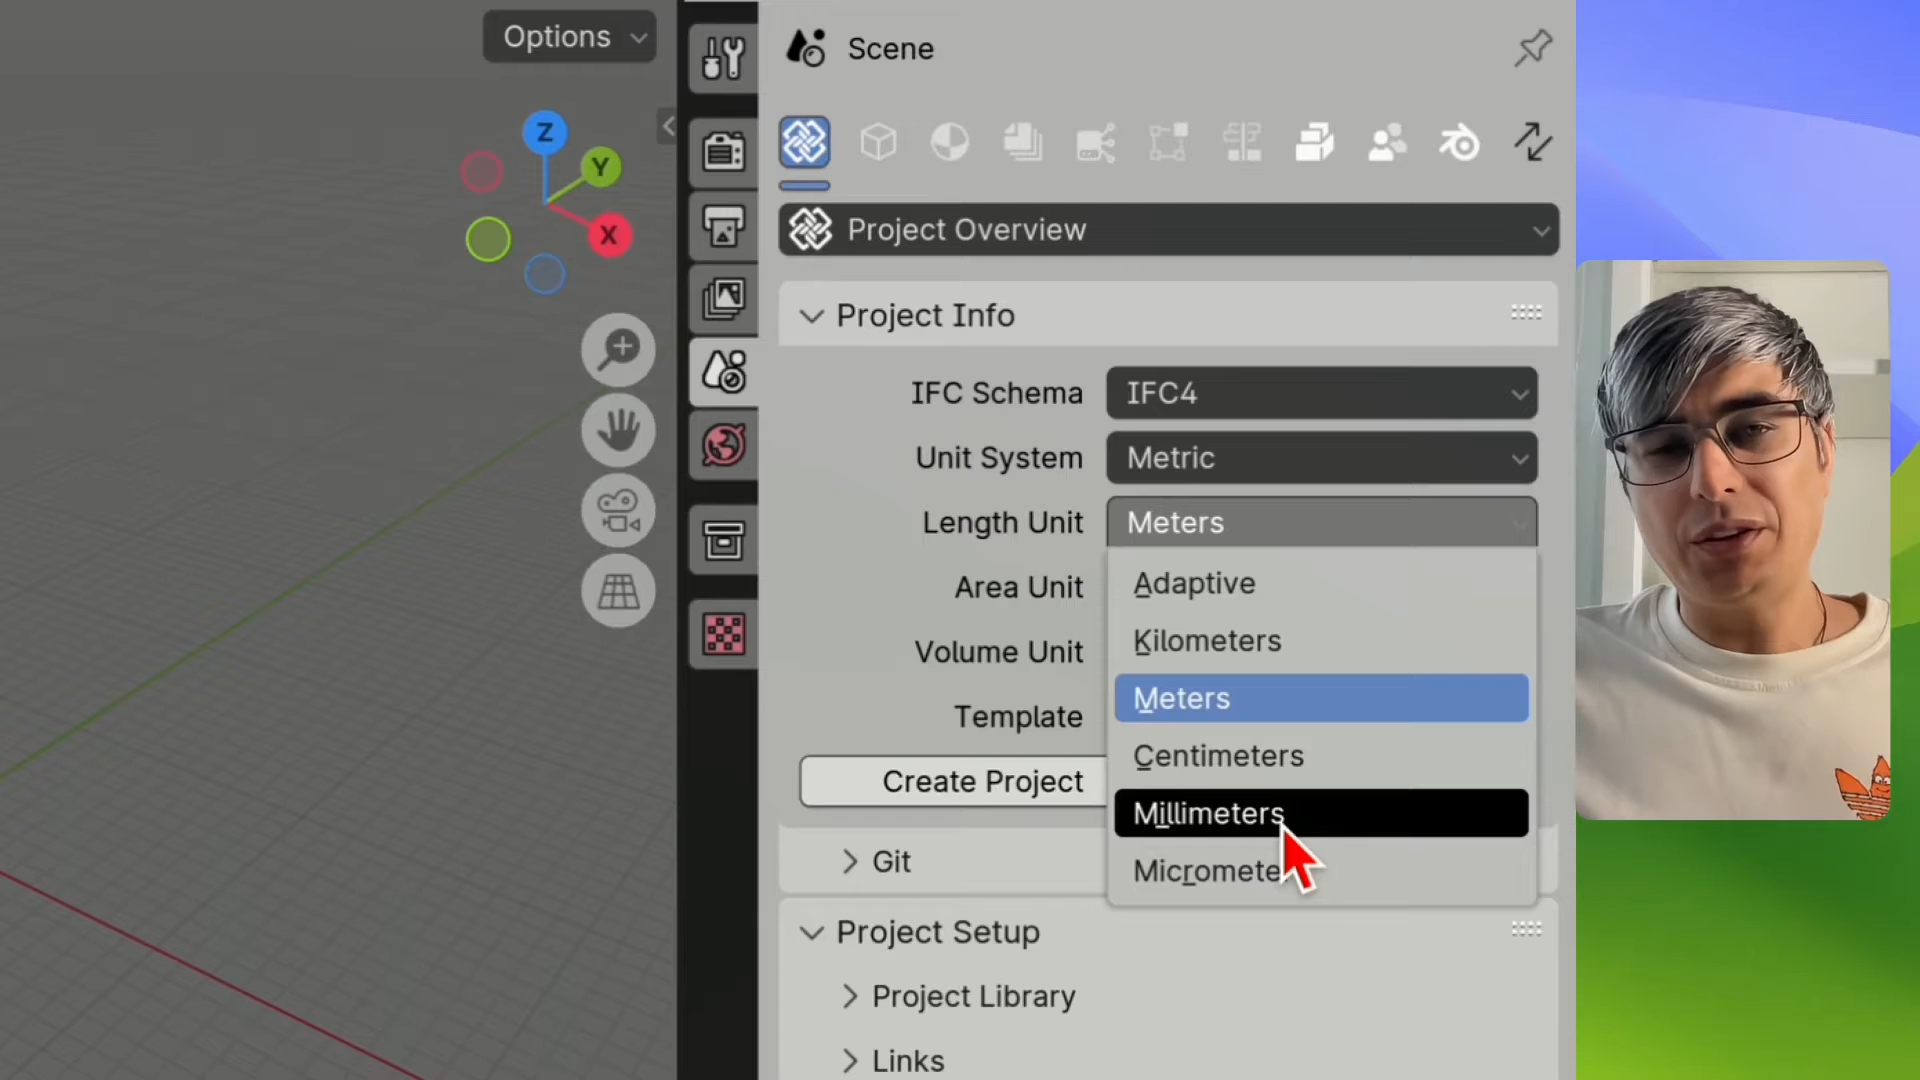 Options
Scene
Z
Y
X
Project Overview
Project Info
IFC Schema
IFC4
Unit System
Metric
Length Unit
Meters
Adaptive
Area Unit
Kilometers
Volume Unit
Meters
Template
Centimeters
Create Project
Millimeters
Git
Project Setup
Project Library
Links